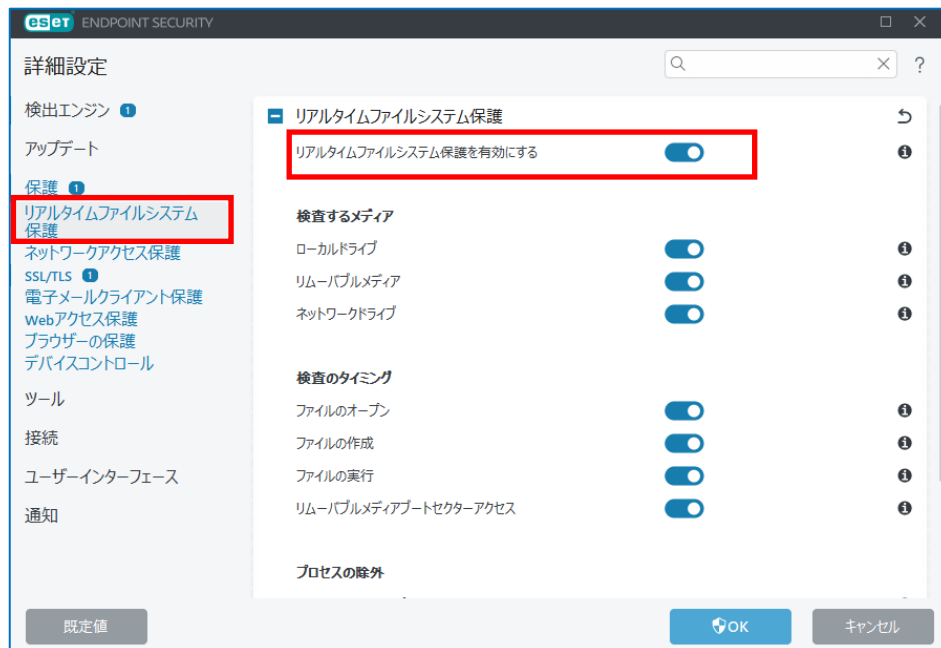 eset ENDPOINT SECURITY
詳細設定
検出エンジン 1
アップデート
保護 1
リアルタイムファイルシステム
保護
ネットワークアクセス保護
SSL/TLS 1
電子メールクライアント保護
Webアクセス保護
ブラウザーの保護
デバイスコントロール
ツール
接続
ユーザーインターフェース
通知
リアルタイムファイルシステム保護
リアルタイムファイルシステム保護を有効にする
検査するメディア
ローカルドライブ
リムーバブルメディア
ネットワークドライブ
検査のタイミング
ファイルのオープン
ファイルの作成
ファイルの実行
リムーバブルメディアブートセクターアクセス
プロセスの除外
既定値
OK
キャンセル